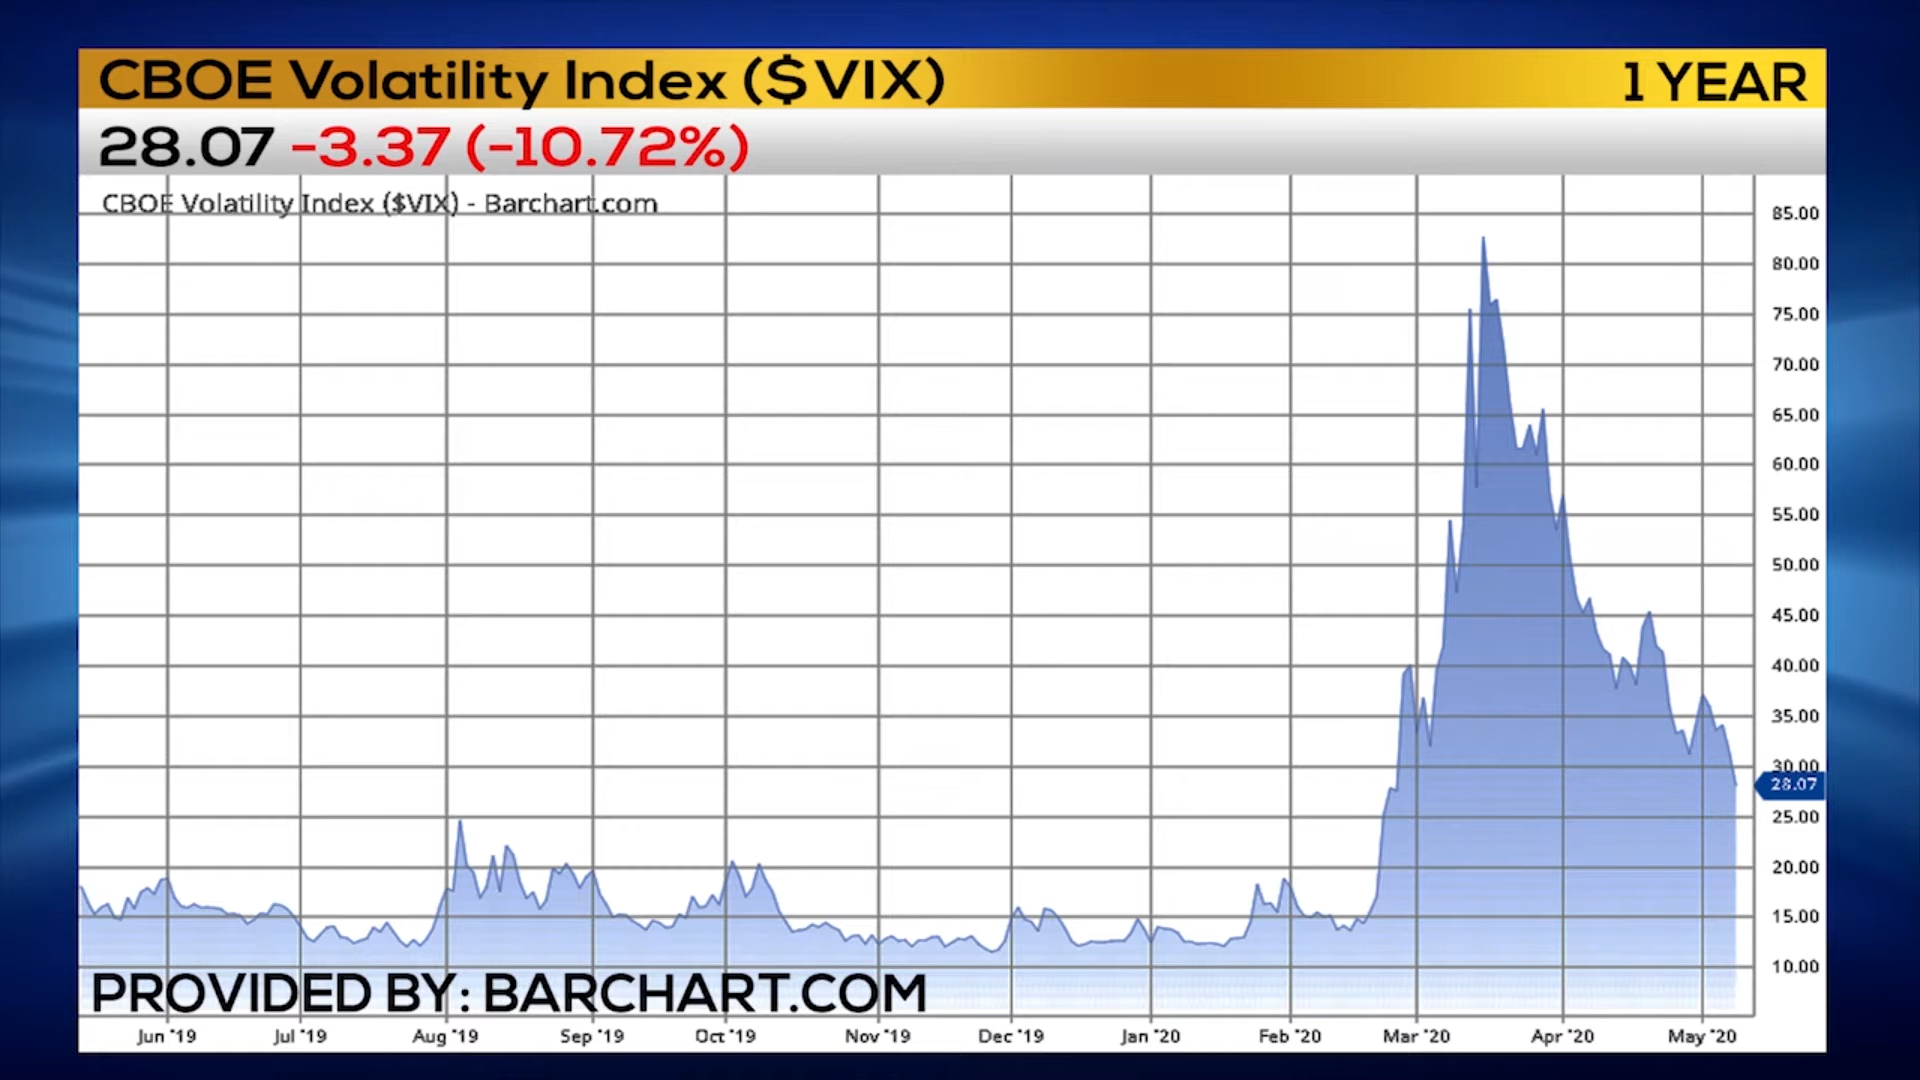 CBOE Volatility Index ($VIX)
1 YEAR
28.07 -3.37 (-10.72%)
CBOE Volatility Index ($VIX) - Barchart.com
85.00
80.00
75.00
70.00
65.00
60.00
55.00
50.00
45.00
40.00
35.00
30.00
28.07
25.00
20.00
15.00
10.00
PROVIDED BY: BARCHART.COM
Jun '19 Jul '19 Aug '19 Sep '19 Oct '19 Nov '19 Dec '19 Jan '20 Feb '20 Mar '20 Apr '20 May '20